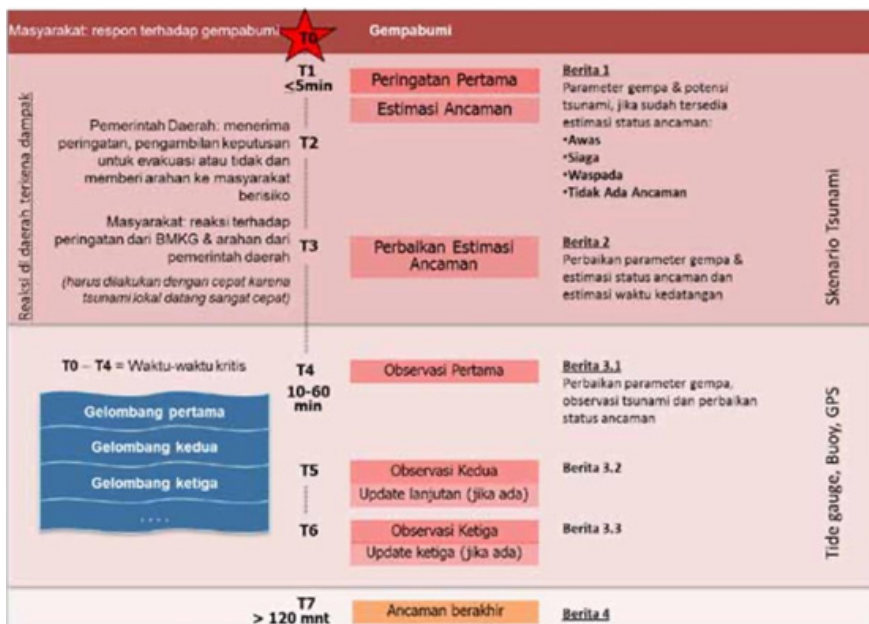 Masyarakat: respon terhadap gempabumi
T0
Gempabumi
T1
<5min
Peringatan Pertama
Estimasi Ancaman
Berita 1
Parameter gempa & potensi
tsunami, jika sudah tersedia
estimasi status ancaman:
•Awas
•Siaga
•Waspada
•Tidak Ada Ancaman
Reaksi di daerah terkena dampak
Pemerintah Daerah: menerima
peringatan, pengambilan keputusan
untuk evakuasi atau tidak dan
memberi arahan ke masyarakat
berisiko
T2
Masyarakat: reaksi terhadap
peringatan dari BMKG & arahan dari
pemerintah daerah
(harus dilakukan dengan cepat karena
tsunami lokal datang sangat cepat)
T3
Perbaikan Estimasi
Ancaman
Berita 2
Perbaikan parameter gempa &
estimasi status ancaman dan
estimasi waktu kedatangan
Skenario Tsunami
T0 – T4 = Waktu-waktu kritis
T4
10-60
min
Observasi Pertama
Berita 3.1
Perbaikan parameter gempa,
observasi tsunami dan perbaikan
status ancaman
Gelombang pertama
Gelombang kedua
Gelombang ketiga
. . . .
T5
Observasi Kedua
Update lanjutan (jika ada)
Berita 3.2
T6
Observasi Ketiga
Update ketiga (jika ada)
Berita 3.3
Tide gauge, Buoy, GPS
T7
> 120 mnt
Ancaman berakhir
Berita 4